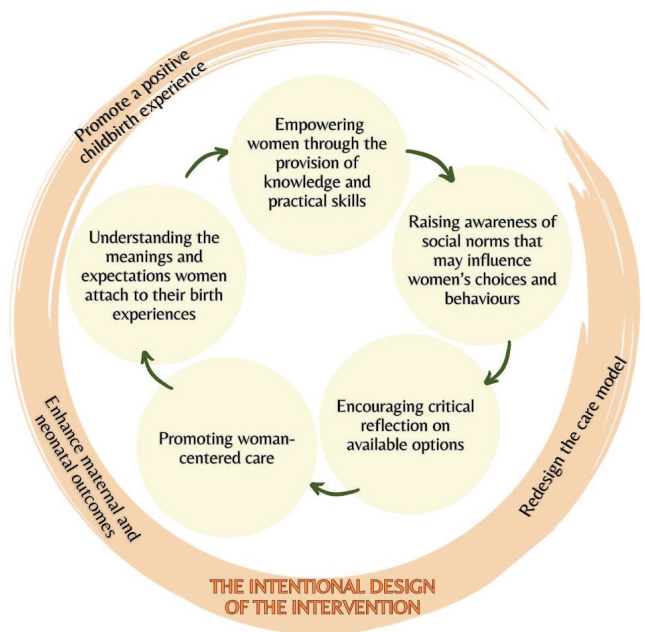 Promote a positive
childbirth experience
Empowering
women through the
provision of
knowledge and
practical skills
Raising awareness of
social norms that
may influence
women's choices and
behaviours
Understanding the
meanings and
expectations women
attach to their birth
experiences
Encouraging critical
reflection on
available options
Promoting woman-
centered care
Enhance maternal and
neonatal outcomes
Redesign the care model
THE INTENTIONAL DESIGN
OF THE INTERVENTION